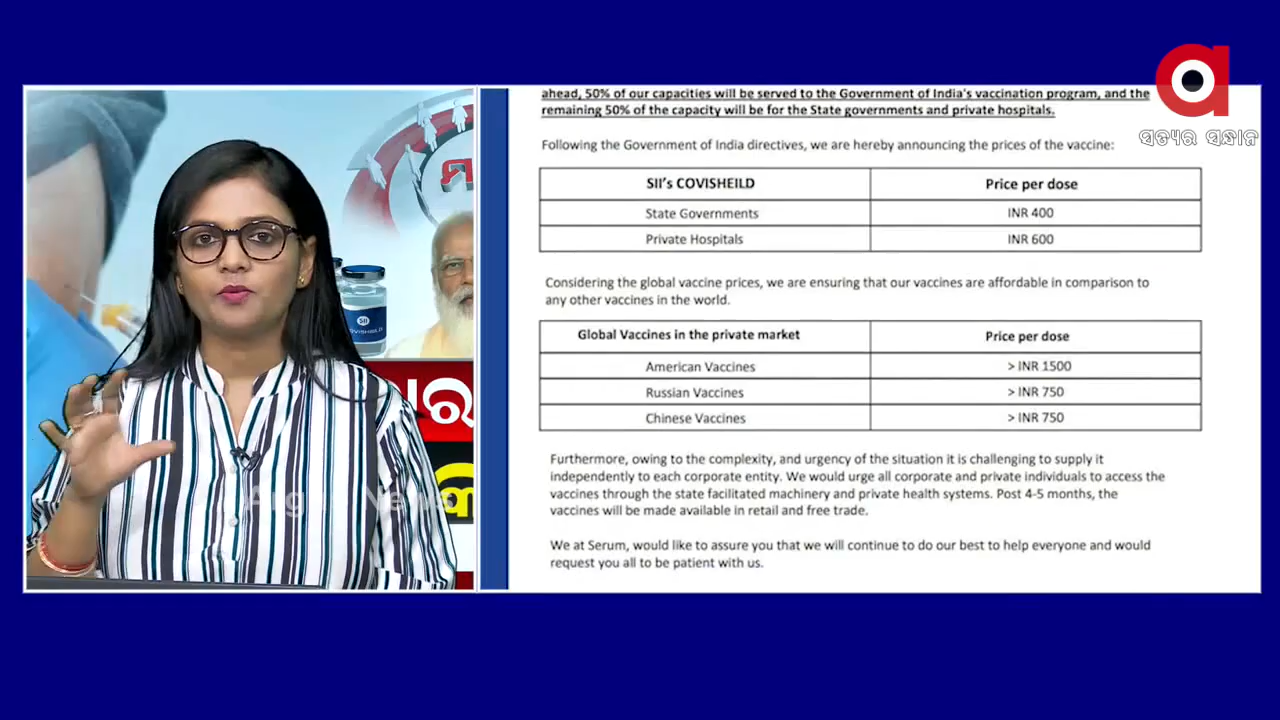 ସତ୍ୟର ସନ୍ଧାନ
ahead, 50% of our capacities will be served to the Government of India's vaccination program, and the
remaining 50% of the capacity will be for the State governments and private hospitals.
Following the Government of India directives, we are hereby announcing the prices of the vaccine:
SII's COVISHEILD Price per dose
State Governments INR 400
Private Hospitals INR 600
Considering the global vaccine prices, we are ensuring that our vaccines are affordable in comparison to
any other vaccines in the world.
Global Vaccines in the private market Price per dose
American Vaccines > INR 1500
Russian Vaccines > INR 750
Chinese Vaccines > INR 750
Furthermore, owing to the complexity, and urgency of the situation it is challenging to supply it
independently to each corporate entity. We would urge all corporate and private individuals to access the
vaccines through the state facilitated machinery and private health systems. Post 4-5 months, the
vaccines will be made available in retail and free trade.
We at Serum, would like to assure you that we will continue to do our best to help everyone and would
request you all to be patient with us.
SII
Argus News